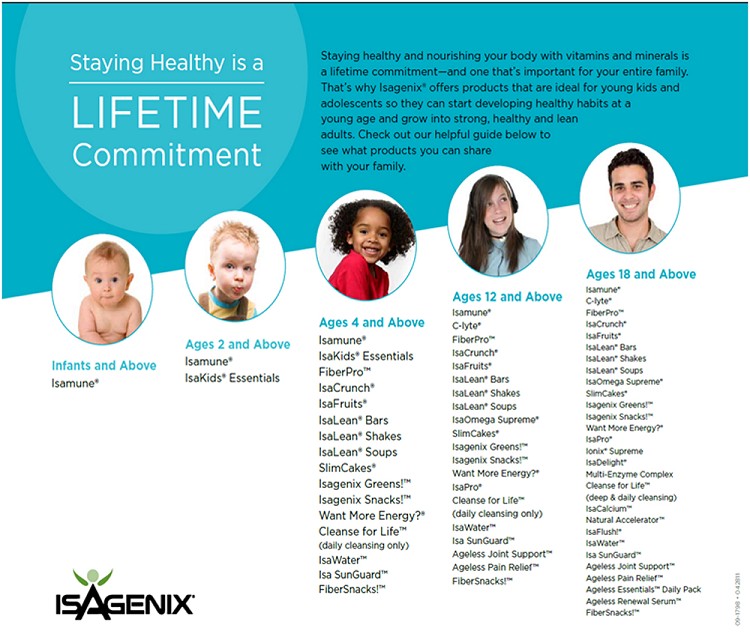 Staying Healthy is a
LIFETIME
Commitment
Staying healthy and nourishing your body with vitamins and minerals is
a lifetime commitment—and one that's important for your entire family.
That's why Isagenix® offers products that are ideal for young kids and
adolescents so they can start developing healthy habits at a
young age and grow into strong, healthy and lean
adults. Check out our helpful guide below to
see what products you can share
with your family.
Infants and Above
Isamune®
Ages 2 and Above
Isamune®
IsaKids® Essentials
Ages 4 and Above
Isamune®
IsaKids® Essentials
FiberPro™
IsaCrunch®
IsaFruits®
IsaLean® Bars
IsaLean® Shakes
IsaLean® Soups
SlimCakes®
Isagenix Greens!™
Isagenix Snacks!™
Want More Energy?®
Cleanse for Life™
(daily cleansing only)
IsaWater™
Isa SunGuard™
FiberSnacks!™
Ages 12 and Above
Isamune®
C-lyte®
FiberPro™
IsaCrunch®
IsaFruits®
IsaLean® Bars
IsaLean® Shakes
IsaLean® Soups
IsaOmega Supreme®
SlimCakes®
Isagenix Greens!™
Isagenix Snacks!™
Want More Energy?®
IsaPro®
Cleanse for Life™
(daily cleansing only)
IsaWater™
Isa SunGuard™
Ageless Joint Support™
Ageless Pain Relief™
FiberSnacks!™
Ages 18 and Above
Isamune®
C-lyte®
FiberPro™
IsaCrunch®
IsaFruits®
IsaLean® Bars
IsaLean® Shakes
IsaLean® Soups
IsaOmega Supreme®
SlimCakes®
Isagenix Greens!™
Isagenix Snacks!™
Want More Energy?®
IsaPro®
Ionix® Supreme
IsaDelight®
Multi-Enzyme Complex
Cleanse for Life™
(deep & daily cleansing)
IsaCalcium™
Natural Accelerator™
IsaFlush!®
IsaWater™
Isa SunGuard™
Ageless Joint Support™
Ageless Pain Relief™
Ageless Essentials™ Daily Pack
Ageless Renewal Serum™
FiberSnacks!™
ISAGENIX®
09-1798 • 042011